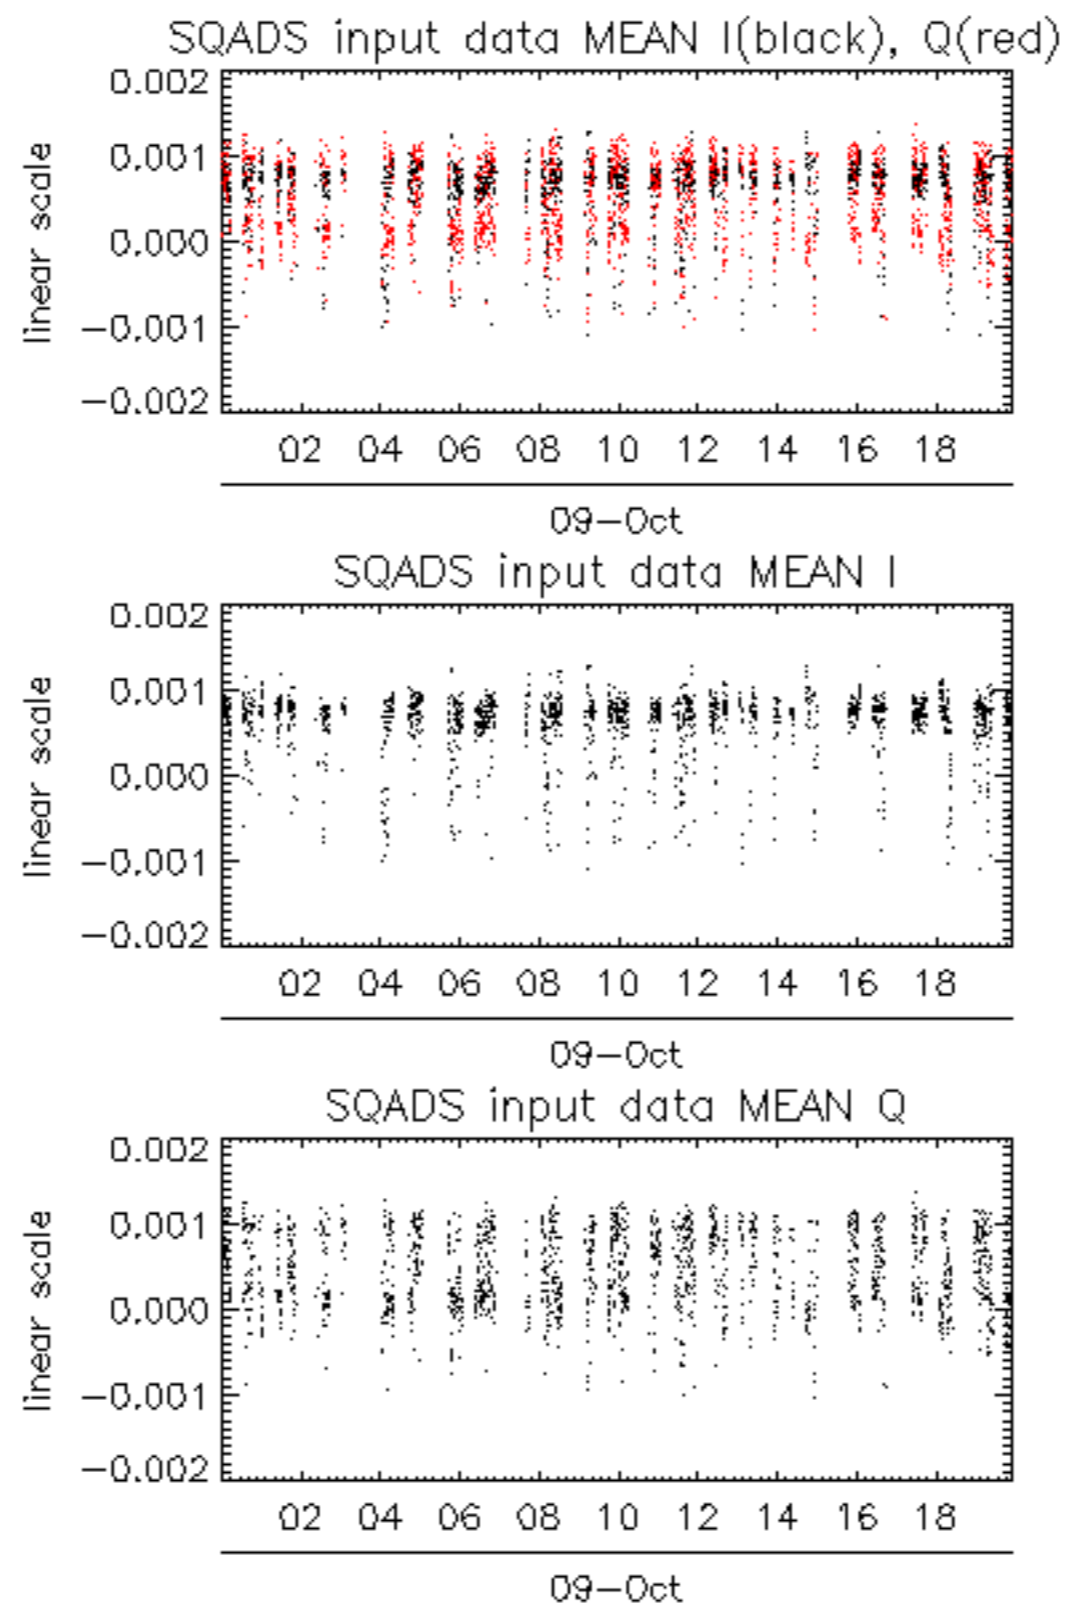 SQADS input data MEAN I(black), Q(red)
0.002
0.001
0.000
−0.001
−0.002
linear scale
02 04 06 08 10 12 14 16 18
09−Oct
SQADS input data MEAN I
0.002
0.001
0.000
−0.001
−0.002
linear scale
02 04 06 08 10 12 14 16 18
09−Oct
SQADS input data MEAN Q
0.002
0.001
0.000
−0.001
−0.002
linear scale
02 04 06 08 10 12 14 16 18
09−Oct